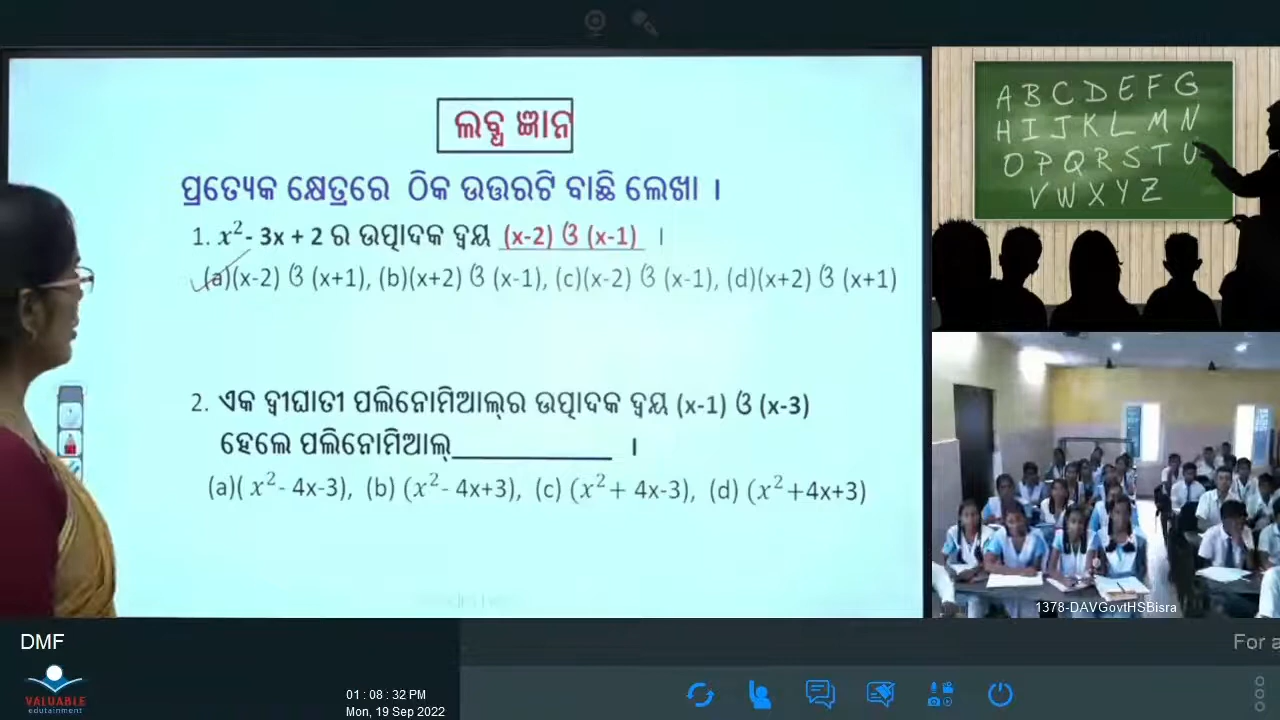 ଲବ୍ଧ ଜ୍ଞାନ
ପ୍ରତ୍ୟେକ କ୍ଷେତ୍ରରେ ଠିକ ଉତ୍ତରଟି ବାଛି ଲେଖା ।
1. x² - 3x + 2 ର ଉତ୍ପାଦକ ଦ୍ୱୟ (x-2) ଓ (x-1) ।
(a)(x-2) ଓ (x+1), (b)(x+2) ଓ (x-1), (c)(x-2) ଓ (x-1), (d)(x+2) ଓ (x+1)
2. ଏକ ଦ୍ୱୀଘାତୀ ପଲିନୋମିଆଲ୍‌ର ଉତ୍ପାଦକ ଦ୍ୱୟ (x-1) ଓ (x-3)
ହେଲେ ପଲିନୋମିଆଲ୍____________ ।
(a)( x² - 4x-3), (b) (x² - 4x+3), (c) (x² + 4x-3), (d) (x² +4x+3)
A B C D E F G
H I J K L M N
O P Q R S T U
V W X Y Z
1378-DAVGovtHSBisra
DMF
For a
VALUABLE
edutainment
01 : 08 : 32 PM
Mon, 19 Sep 2022